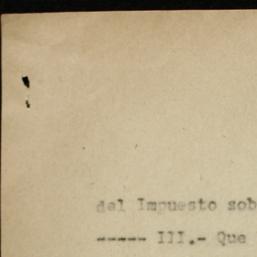 del Impuesto sob
----- III.- Que